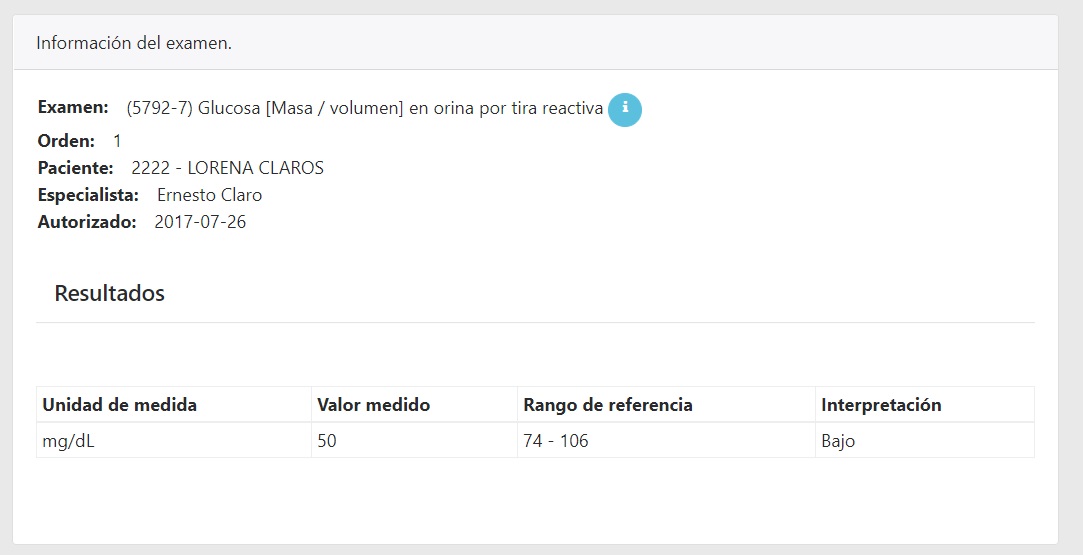 Información del examen.
Examen: (5792-7) Glucosa [Masa / volumen] en orina por tira reactiva i
Orden: 1
Paciente: 2222 - LORENA CLAROS
Especialista: Ernesto Claro
Autorizado: 2017-07-26
Resultados
Unidad de medida Valor medido Rango de referencia Interpretación
mg/dL 50 74 - 106 Bajo